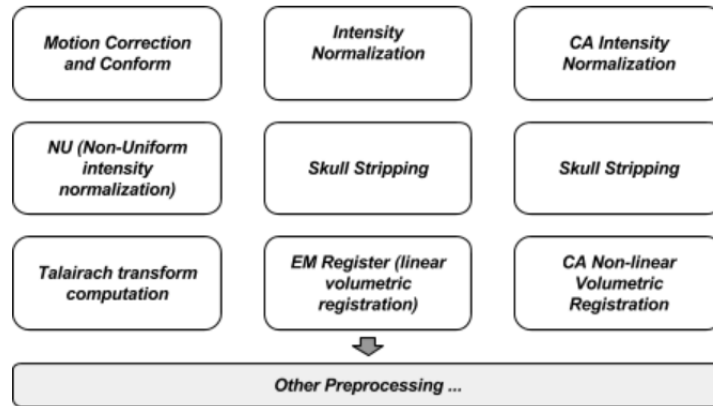 Motion Correction
and Conform
Intensity
Normalization
CA Intensity
Normalization
NU (Non-Uniform
intensity
normalization)
Skull Stripping
Skull Stripping
Talairach transform
computation
EM Register (linear
volumetric
registration)
CA Non-linear
Volumetric
Registration
Other Preprocessing ...